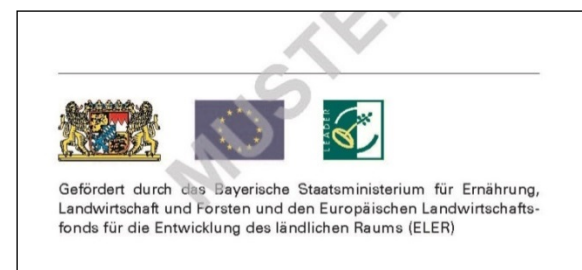 MUSTER
LEADER
Gefördert durch das Bayerische Staatsministerium für Ernährung,
Landwirtschaft und Forsten und den Europäischen Landwirtschafts-
fonds für die Entwicklung des ländlichen Raums (ELER)